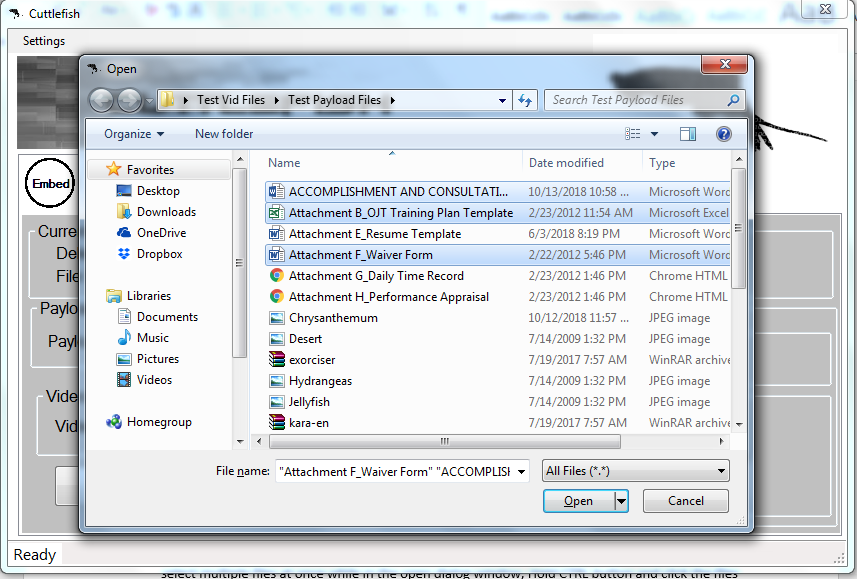 Cuttlefish
Settings
Open
Test Vid Files Test Payload Files
Search Test Payload Files
Organize New folder
Name Date modified Type
Favorites
Desktop
Downloads
OneDrive
Dropbox
Libraries
Documents
Music
Pictures
Videos
Homegroup
ACCOMPLISHMENT AND CONSULTATI... 10/13/2018 10:58 ... Microsoft Word
Attachment B_OJT Training Plan Template 2/23/2012 11:54 AM Microsoft Excel
Attachment E_Resume Template 6/3/2018 8:19 PM Microsoft Word
Attachment F_Waiver Form 2/22/2012 5:46 PM Microsoft Word
Attachment G_Daily Time Record 2/23/2012 1:46 PM Chrome HTML
Attachment H_Performance Appraisal 2/23/2012 1:46 PM Chrome HTML
Chrysanthemum 10/12/2018 11:57 ... JPEG image
Desert 7/14/2009 1:32 PM JPEG image
exorciser 7/19/2017 7:57 AM WinRAR archive
Hydrangeas 7/14/2009 1:32 PM JPEG image
Jellyfish 7/14/2009 1:32 PM JPEG image
kara-en 7/19/2017 7:57 AM WinRAR archive
File name: "Attachment F_Waiver Form" "ACCOMPLISH All Files (*.*)
Open Cancel
Embed
Curre
De
File
Paylo
Payl
Vide
Vid
Ready
select multiple files at once while in the open dialog window, Hold CTRL button and click the files